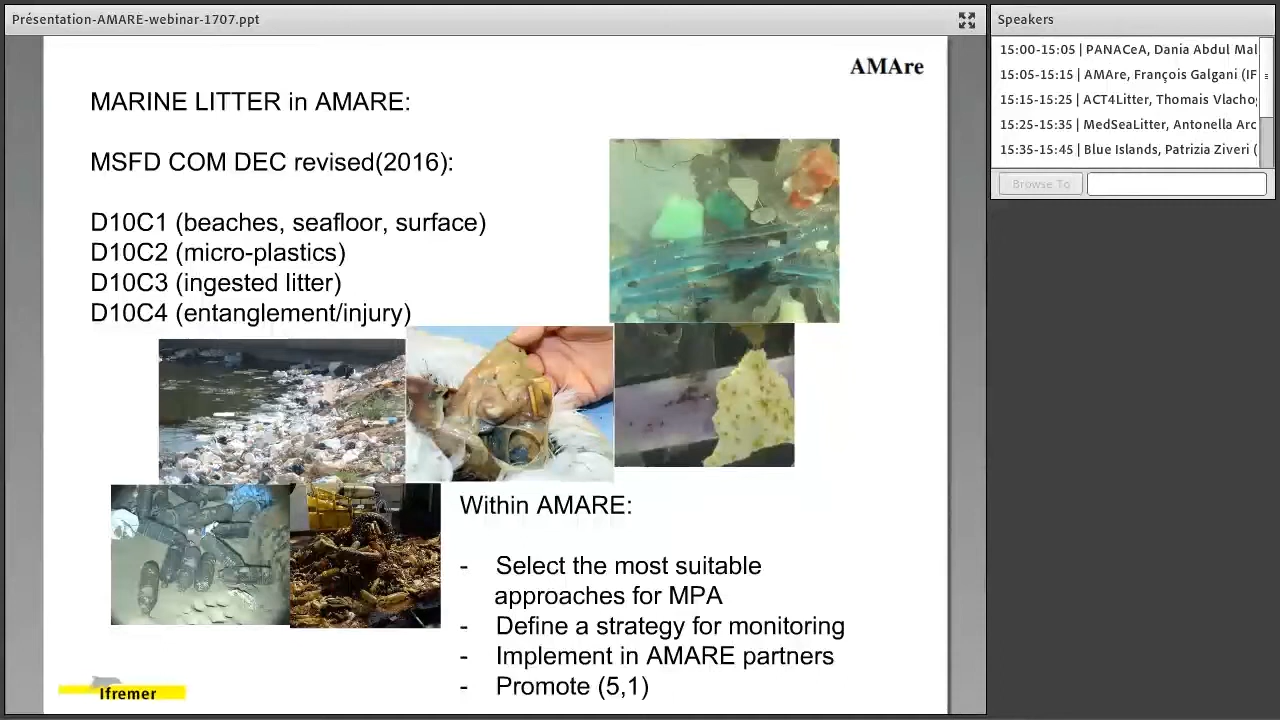 Présentation-AMARE-webinar-1707.ppt
AMAre
MARINE LITTER in AMARE:
MSFD COM DEC revised(2016):
D10C1 (beaches, seafloor, surface)
D10C2 (micro-plastics)
D10C3 (ingested litter)
D10C4 (entanglement/injury)
Within AMARE:
- Select the most suitable
approaches for MPA
- Define a strategy for monitoring
- Implement in AMARE partners
- Promote (5,1)
Ifremer
Speakers
15:00-15:05 | PANACeA, Dania Abdul Mal
15:05-15:15 | AMAre, François Galgani (IF
15:15-15:25 | ACT4Litter, Thomais Vlacho
15:25-15:35 | MedSeaLitter, Antonella Arc
15:35-15:45 | Blue Islands, Patrizia Ziveri (
Browse To